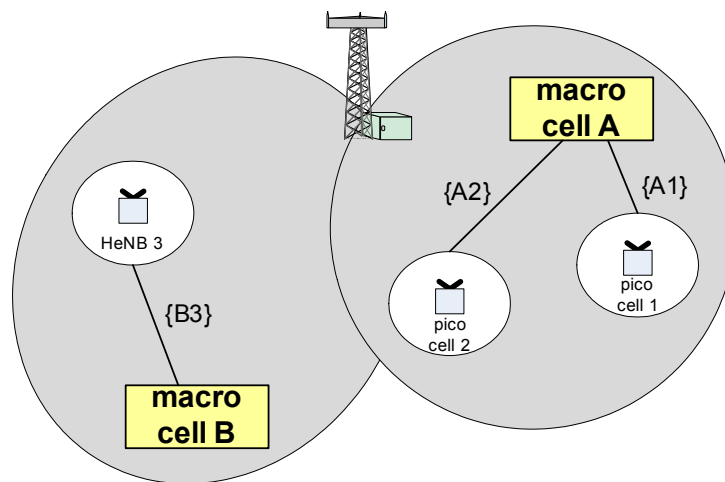 macro
cell A
{A2}
{A1}
HeNB 3
pico
cell 1
{B3}
pico
cell 2
macro
cell B